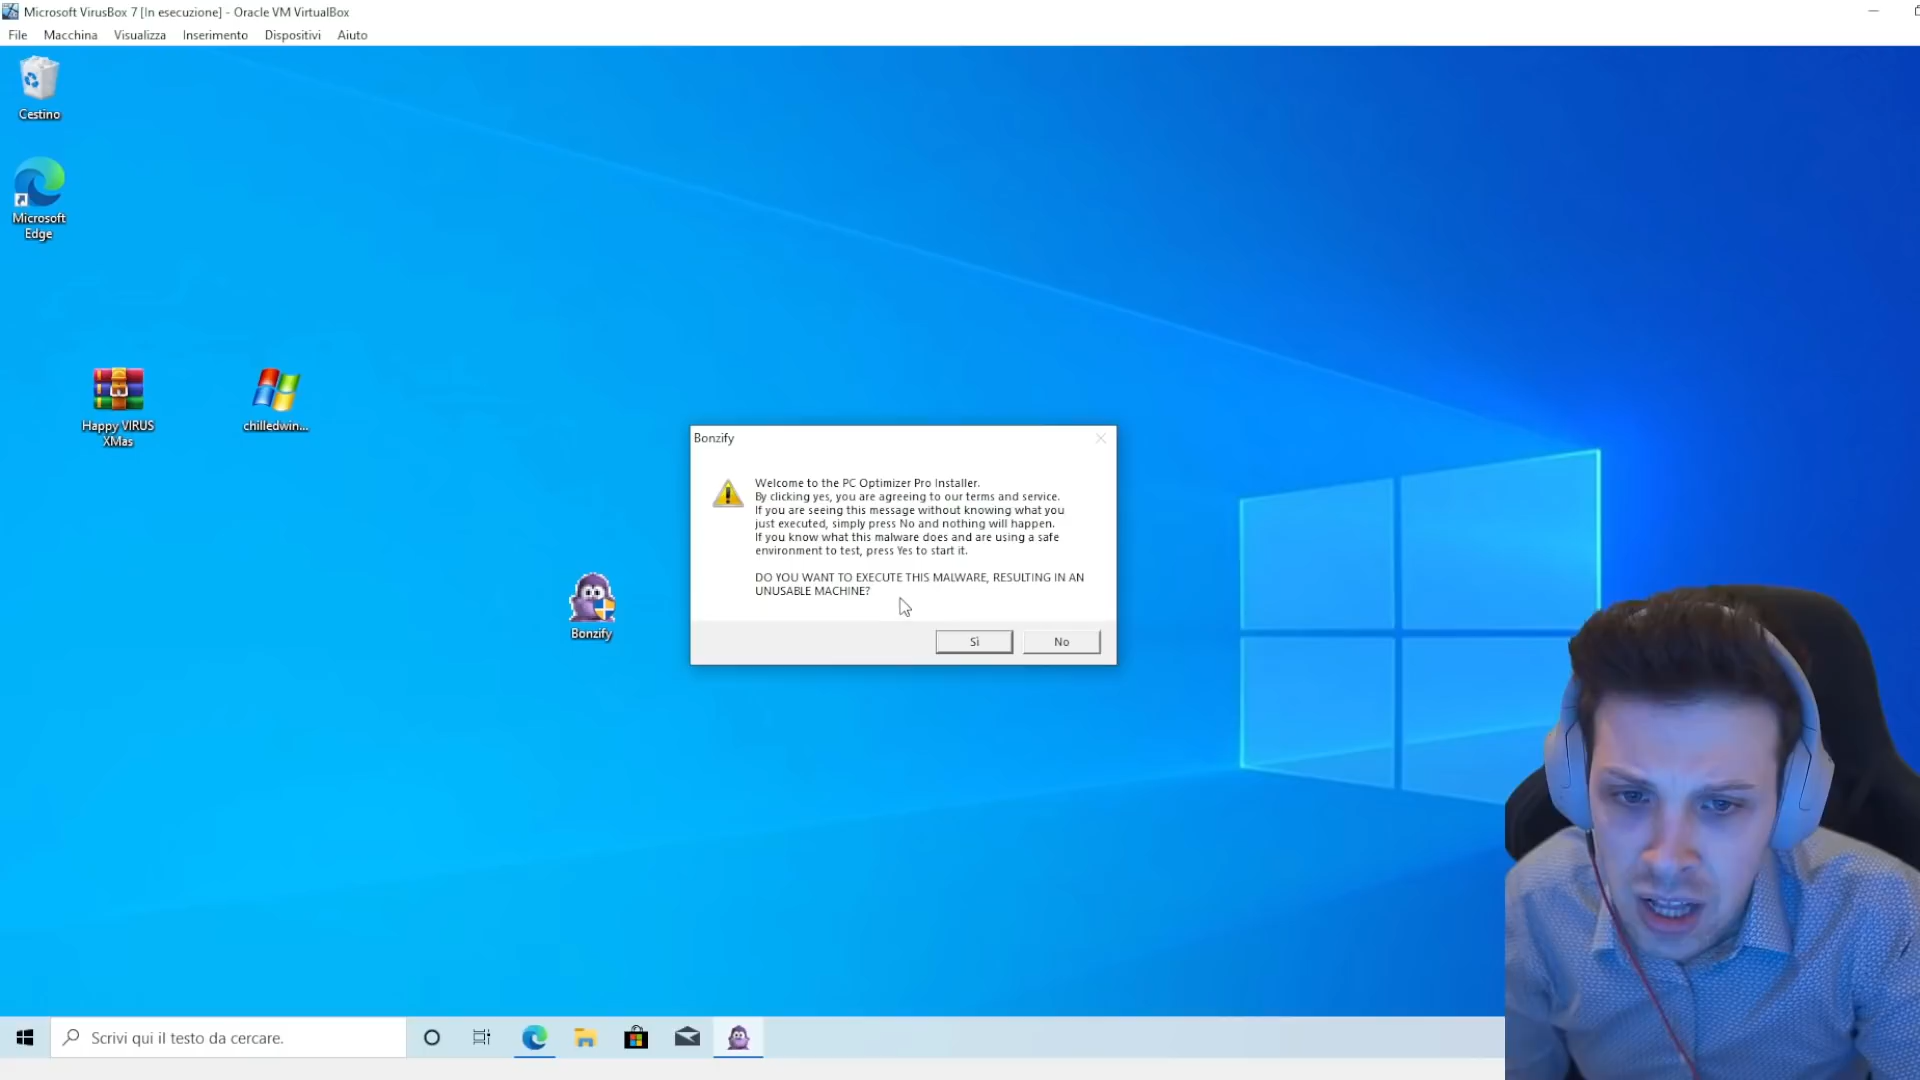 Microsoft VirusBox 7 [In esecuzione] - Oracle VM VirtualBox
File Macchina Visualizza Inserimento Dispositivi Aiuto
Cestino
Microsoft
Edge
Happy VIRUS
XMas
chilledwin...
Bonzify
Bonzify
Welcome to the PC Optimizer Pro Installer.
By clicking yes, you are agreeing to our terms and service.
If you are seeing this message without knowing what you
just executed, simply press No and nothing will happen.
If you know what this malware does and are using a safe
environment to test, press Yes to start it.
DO YOU WANT TO EXECUTE THIS MALWARE, RESULTING IN AN
UNUSABLE MACHINE?
Sì No
Scrivi qui il testo da cercare.